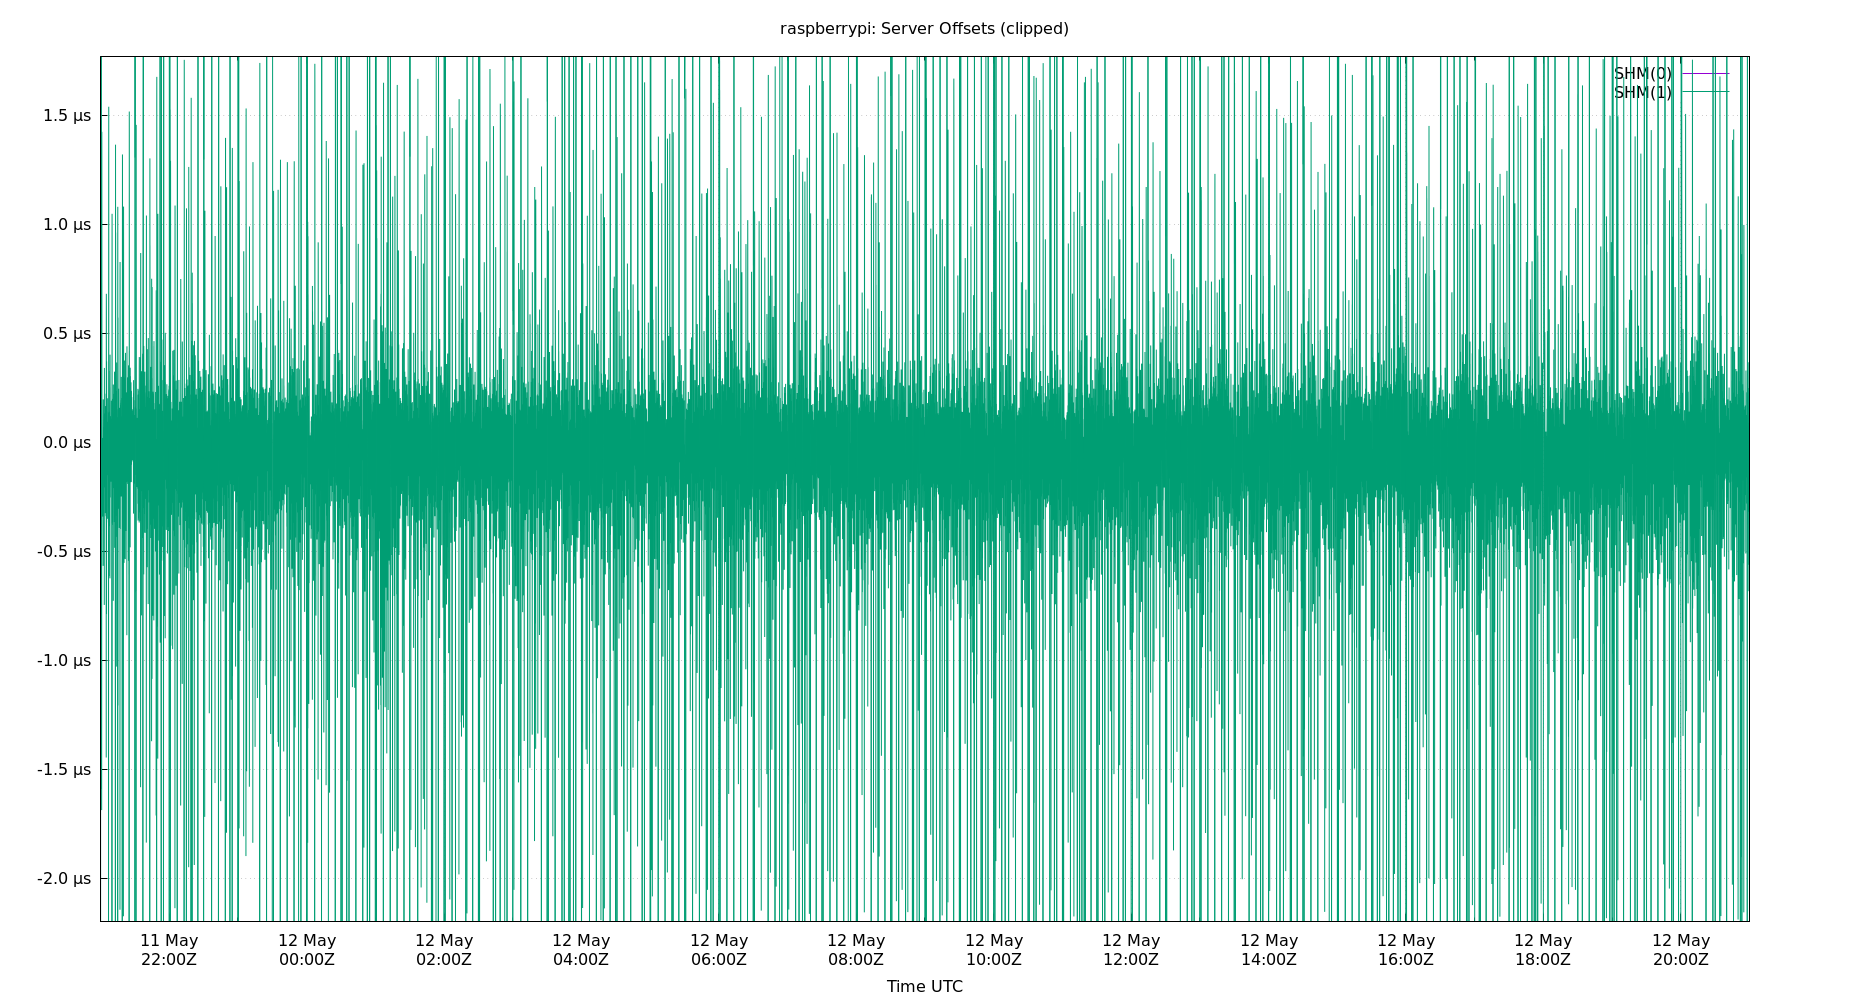 raspberrypi: Server Offsets (clipped)
SHM(0)
SHM(1)
1.5 µs
1.0 µs
0.5 µs
0.0 µs
-0.5 µs
-1.0 µs
-1.5 µs
-2.0 µs
11 May 12 May 12 May 12 May 12 May 12 May 12 May 12 May 12 May 12 May 12 May 12 May
22:00Z 00:00Z 02:00Z 04:00Z 06:00Z 08:00Z 10:00Z 12:00Z 14:00Z 16:00Z 18:00Z 20:00Z
Time UTC